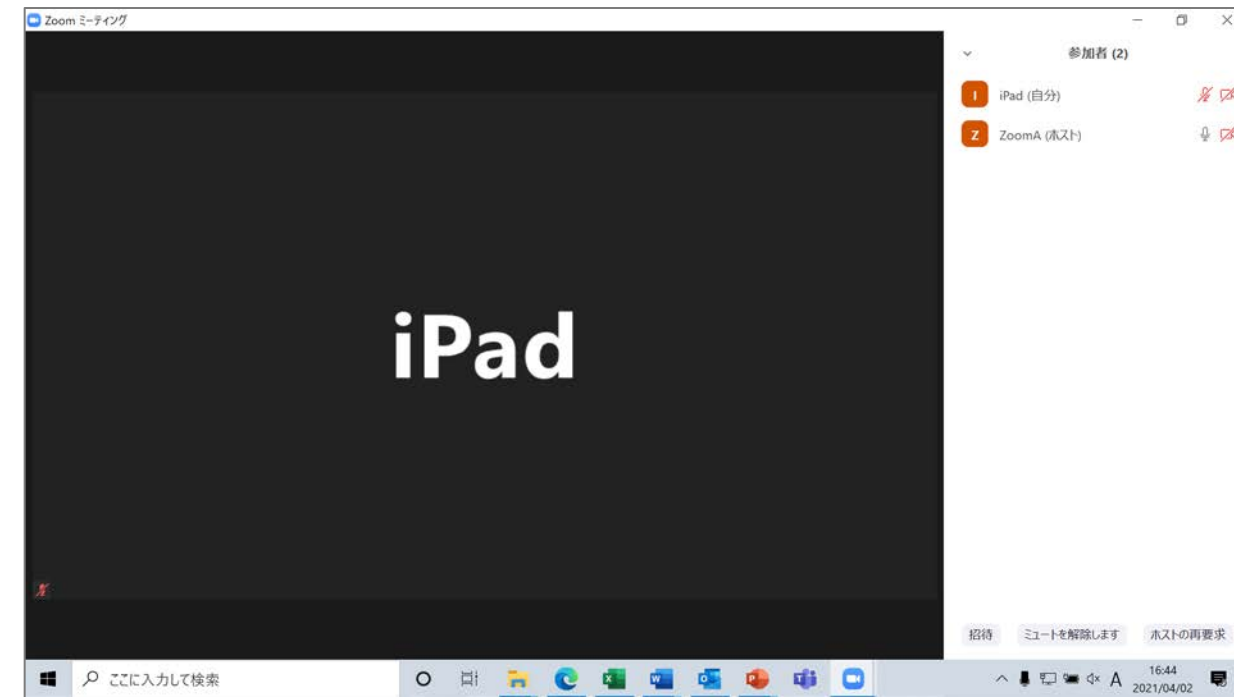 Zoom ミーティング
参加者 (2)
I iPad (自分)
Z ZoomA (ホスト)
iPad
招待 ミュートを解除します ホストの再要求
ここに入力して検索
A 16:44
2021/04/02